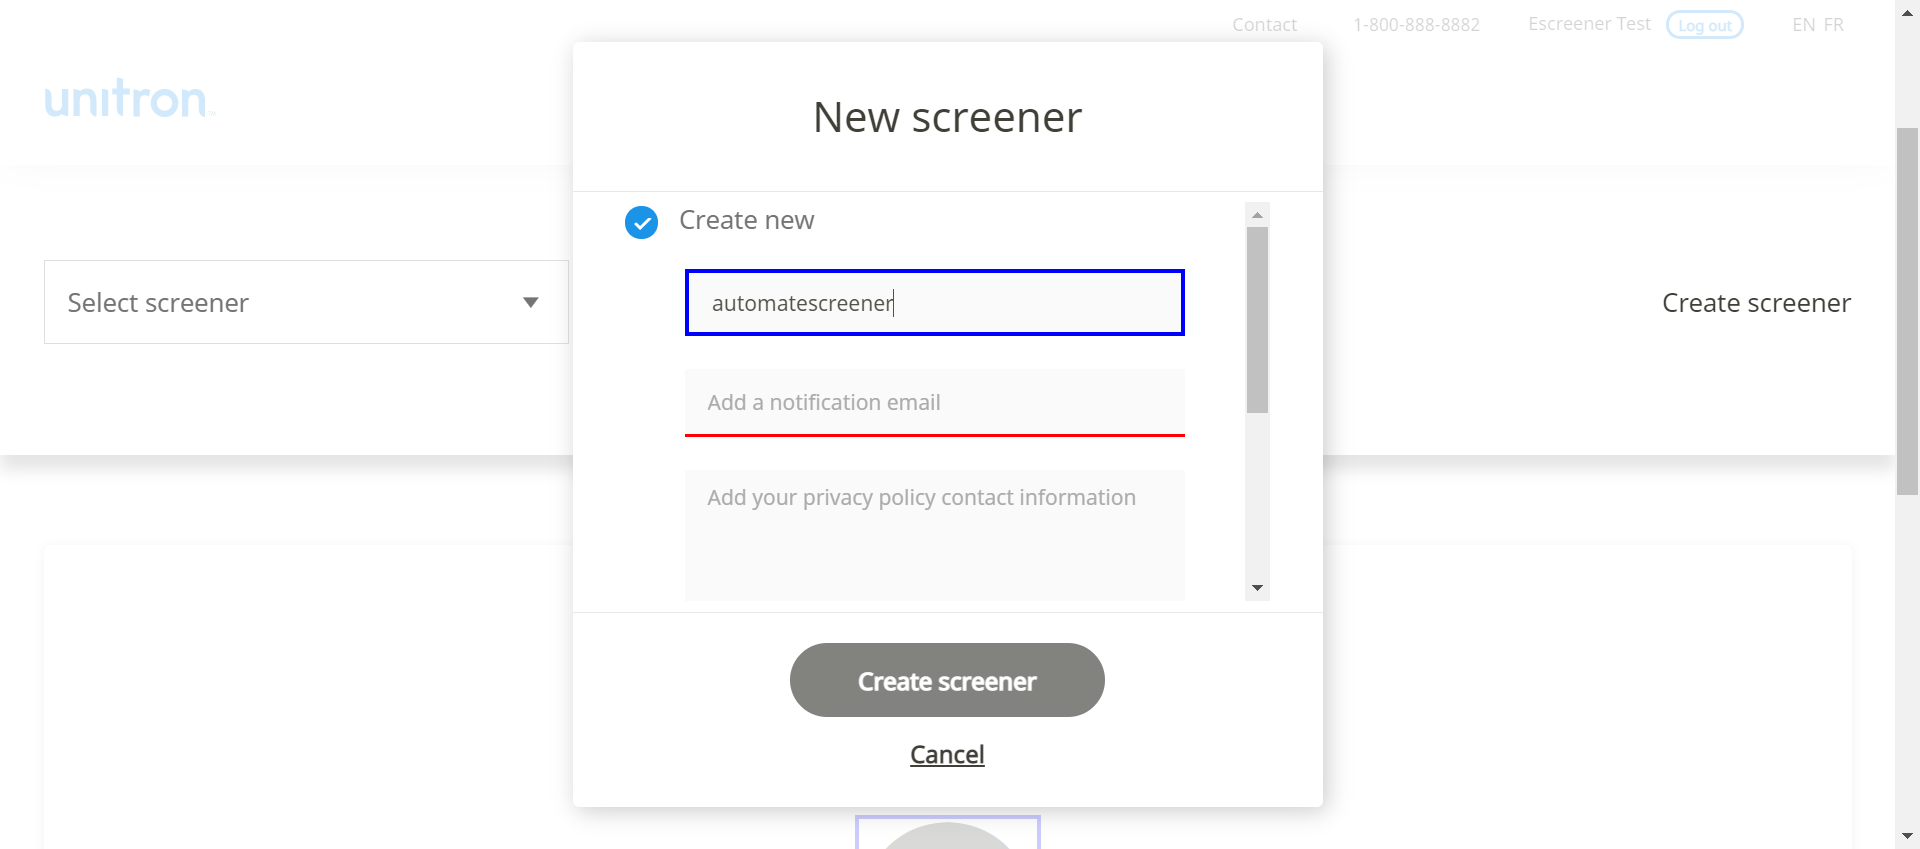 Contact 1-800-888-8882 Escreener Test Log out EN FR
unitron
New screener
Create new
Select screener
automatescreener
Create screener
Add a notification email
Add your privacy policy contact information
Create screener
Cancel